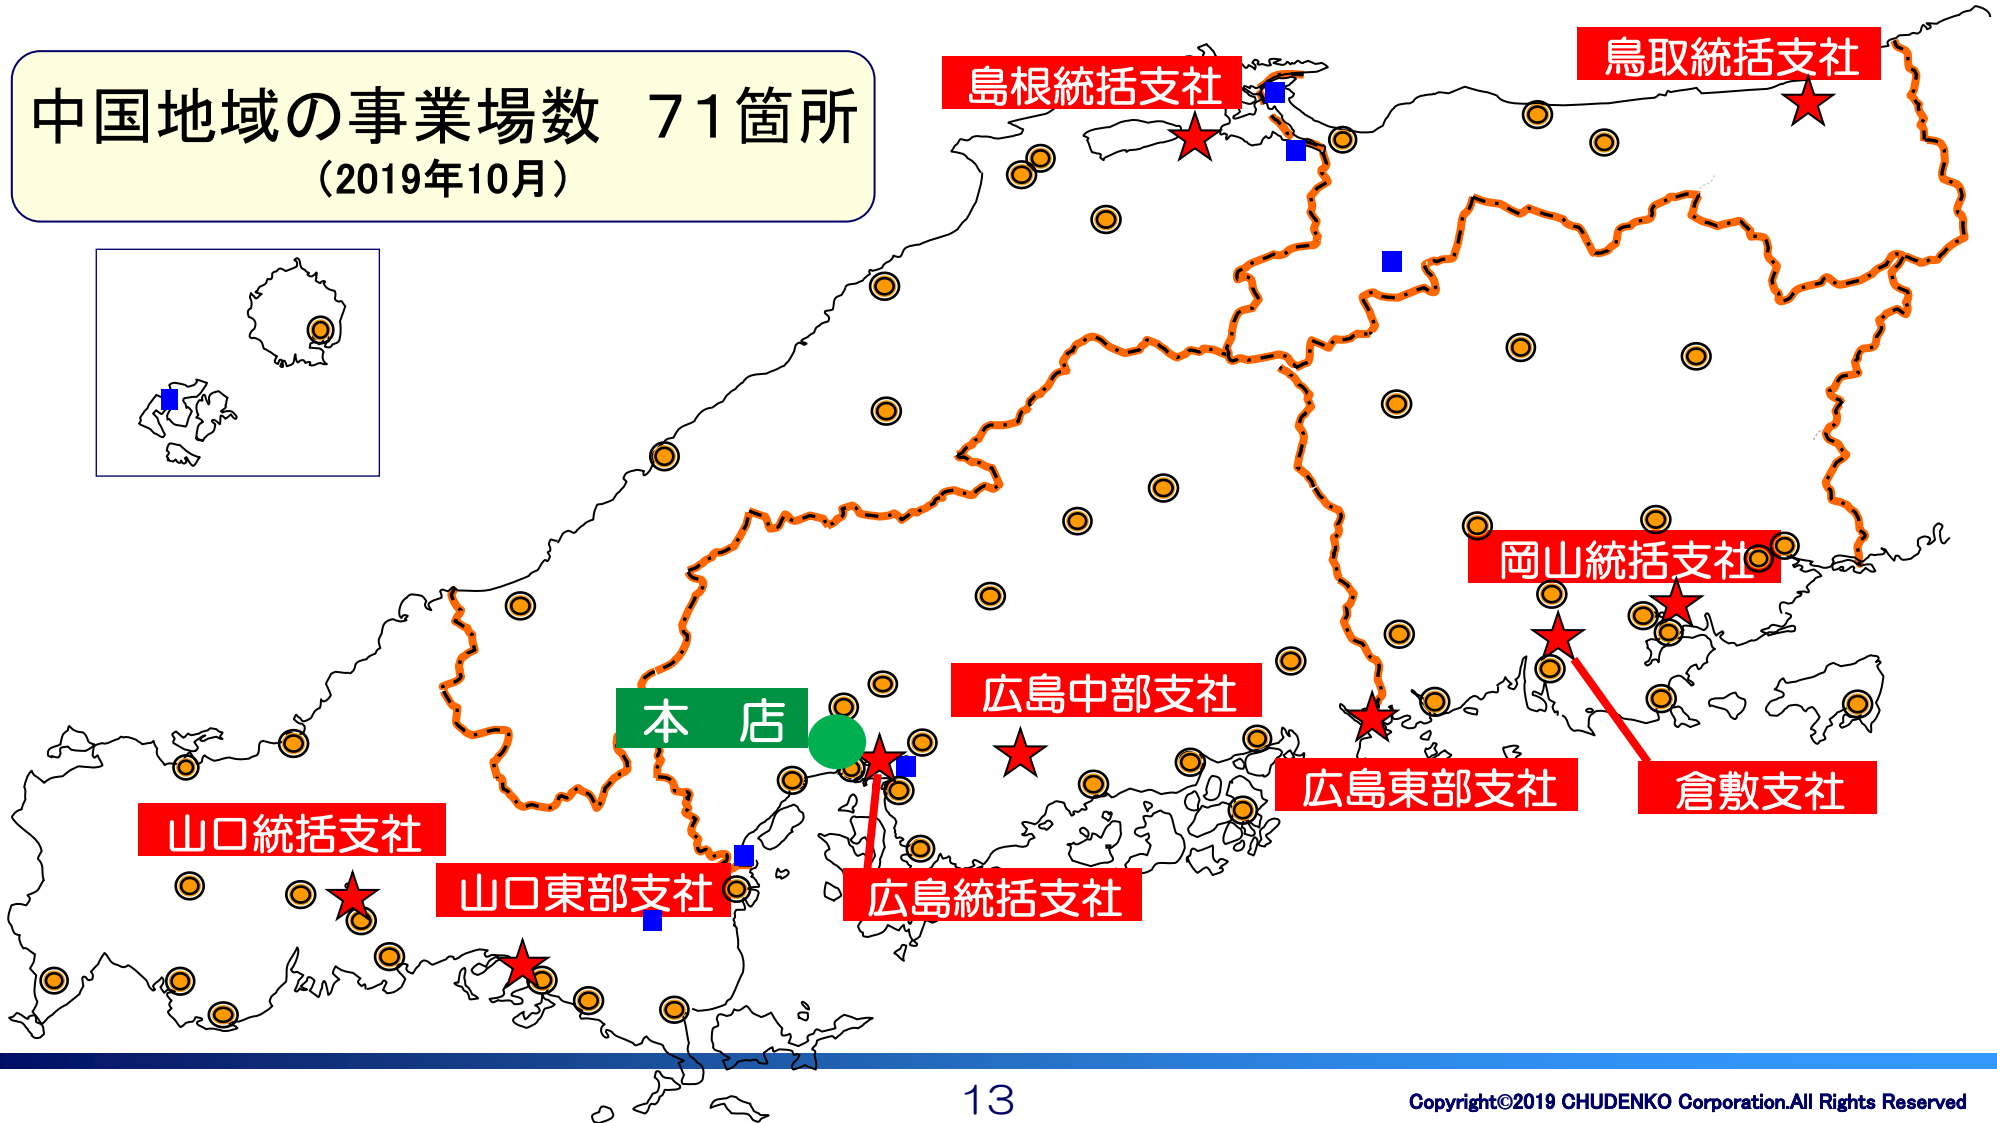 中国地域の事業場数　７１箇所
（2019年10月）
島根統括支社
鳥取統括支社
岡山統括支社
広島中部支社
本　店
広島東部支社
倉敷支社
山口統括支社
山口東部支社
広島統括支社
13
Copyright©2019 CHUDENKO Corporation.All Rights Reserved